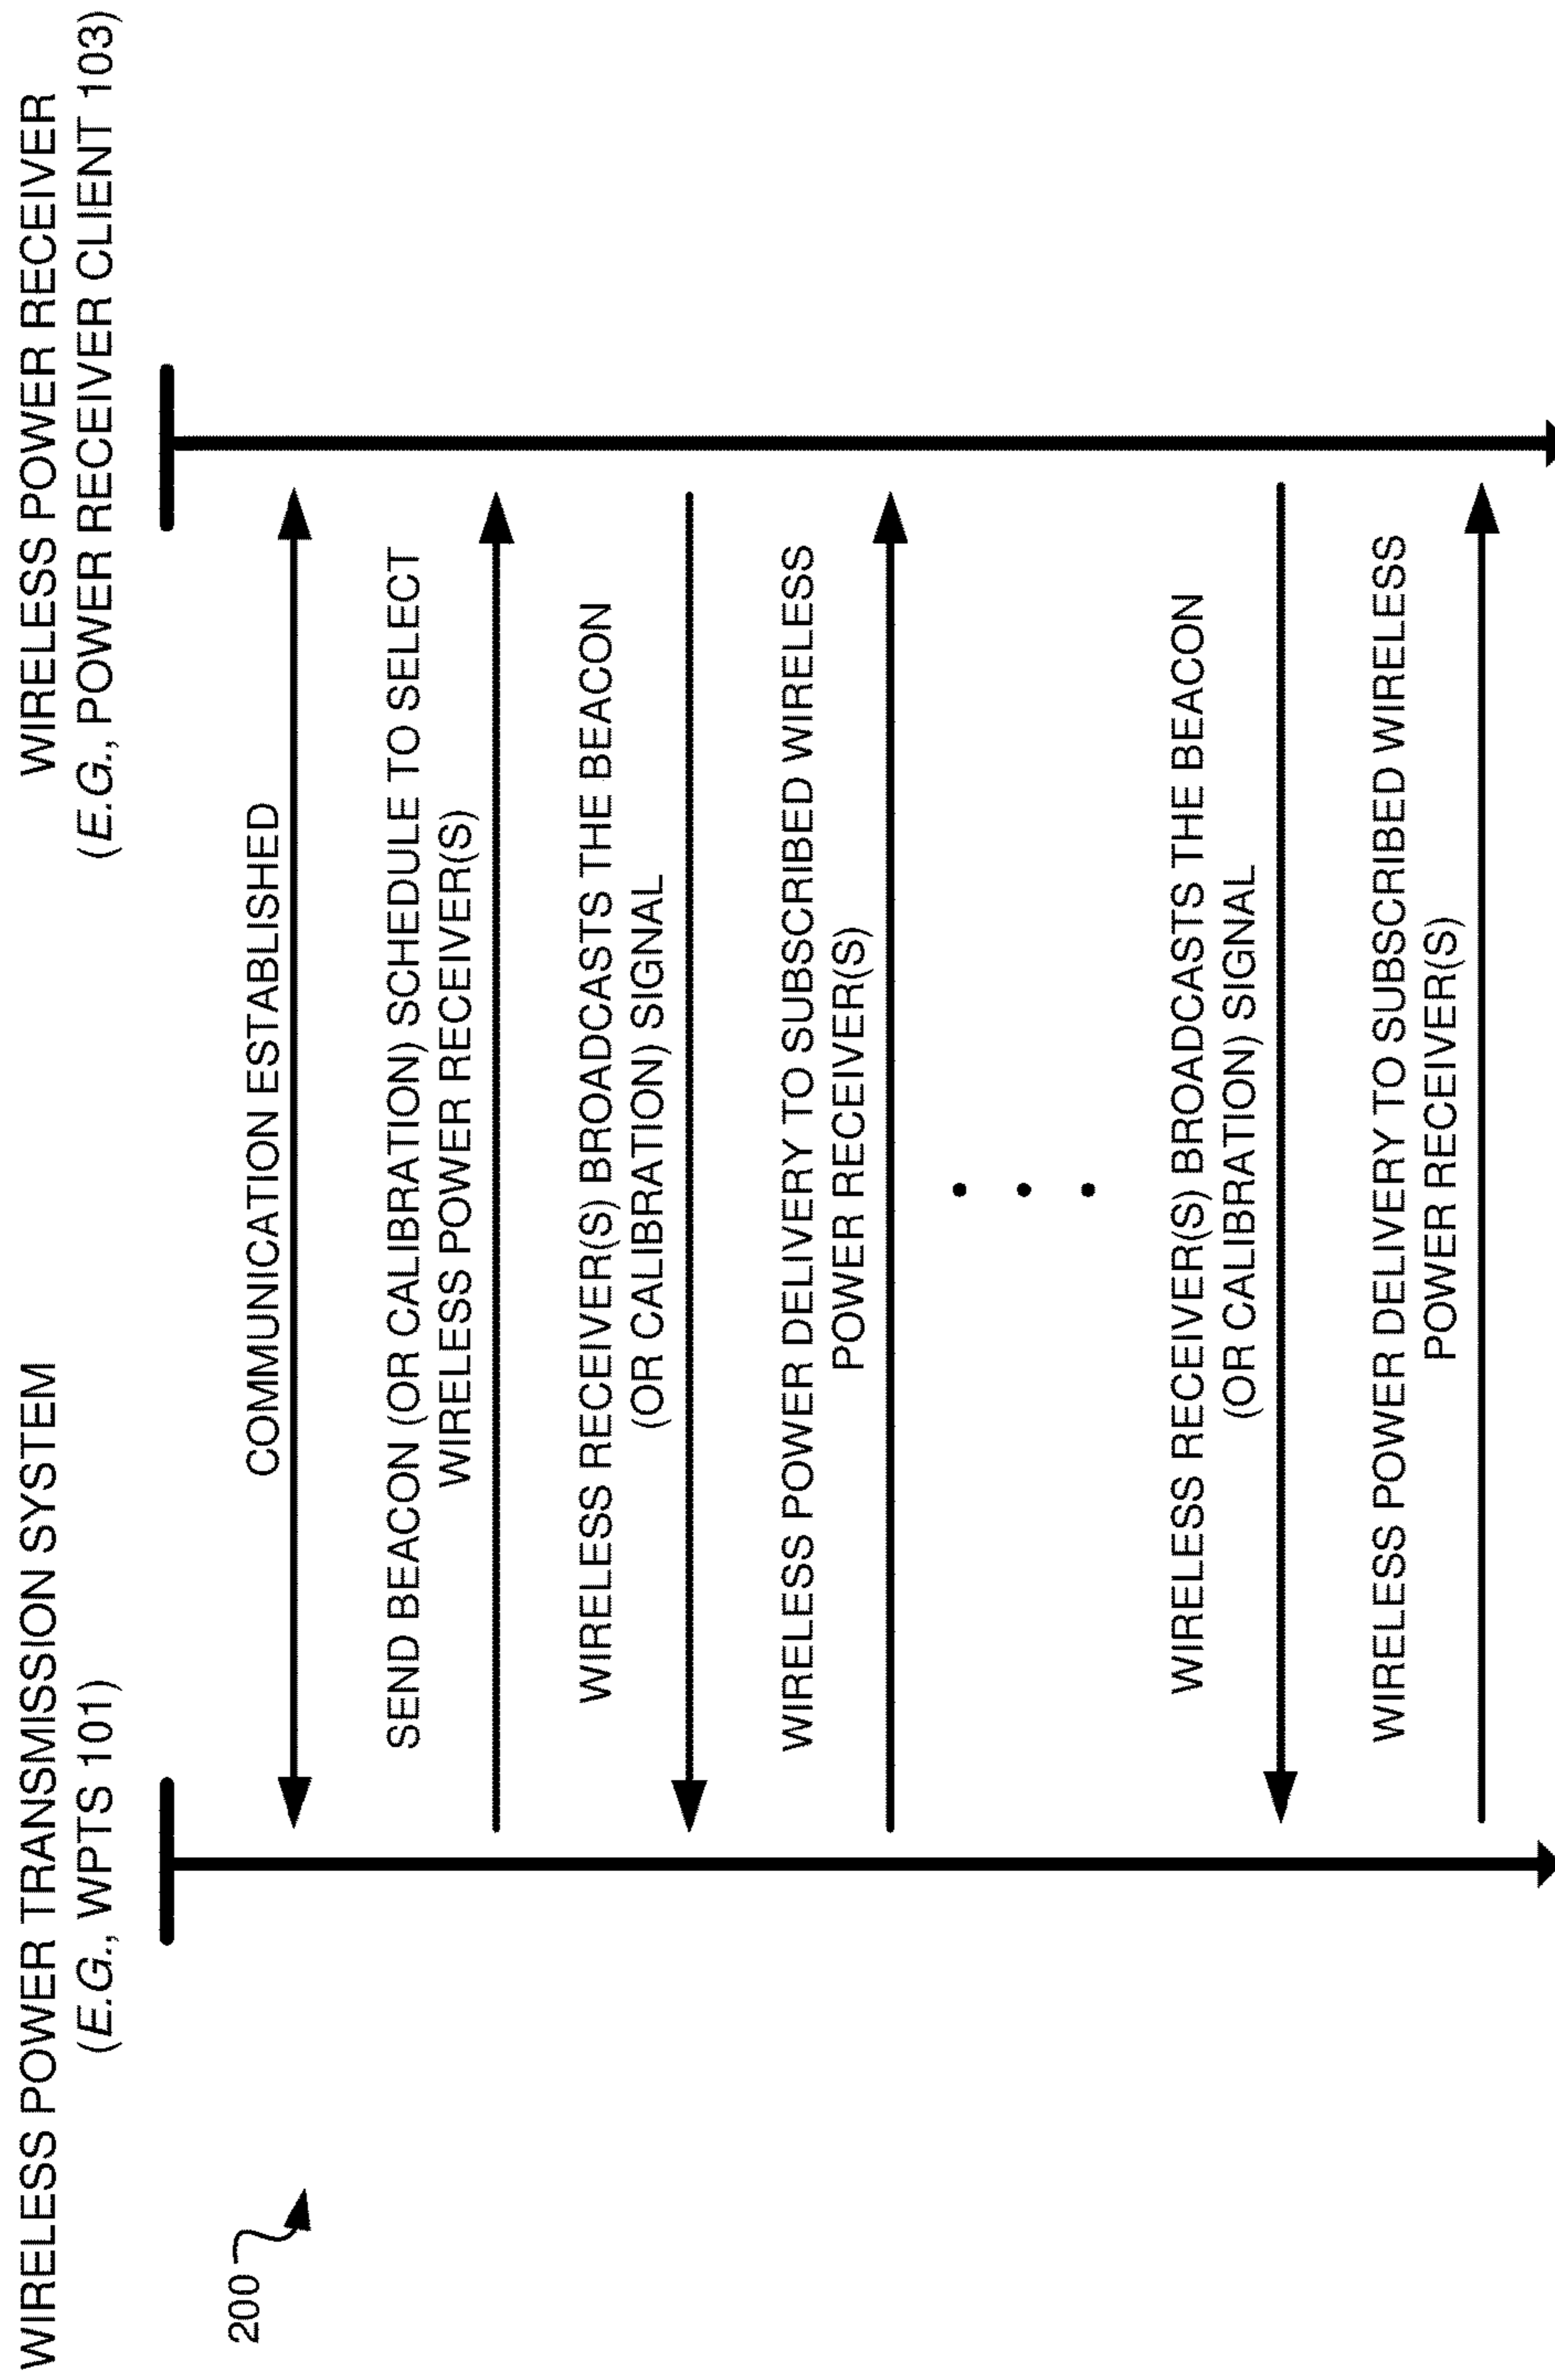 WIRELESS POWER TRANSMISSION SYSTEM
(E.G., WPTS 101)
WIRELESS POWER RECEIVER
(E.G., POWER RECEIVER CLIENT 103)
200
COMMUNICATION ESTABLISHED
SEND BEACON (OR CALIBRATION) SCHEDULE TO SELECT
WIRELESS POWER RECEIVER(S)
WIRELESS RECEIVER(S) BROADCASTS THE BEACON
(OR CALIBRATION) SIGNAL
WIRELESS POWER DELIVERY TO SUBSCRIBED WIRELESS
POWER RECEIVER(S)
WIRELESS RECEIVER(S) BROADCASTS THE BEACON
(OR CALIBRATION) SIGNAL
WIRELESS POWER DELIVERY TO SUBSCRIBED WIRELESS
POWER RECEIVER(S)